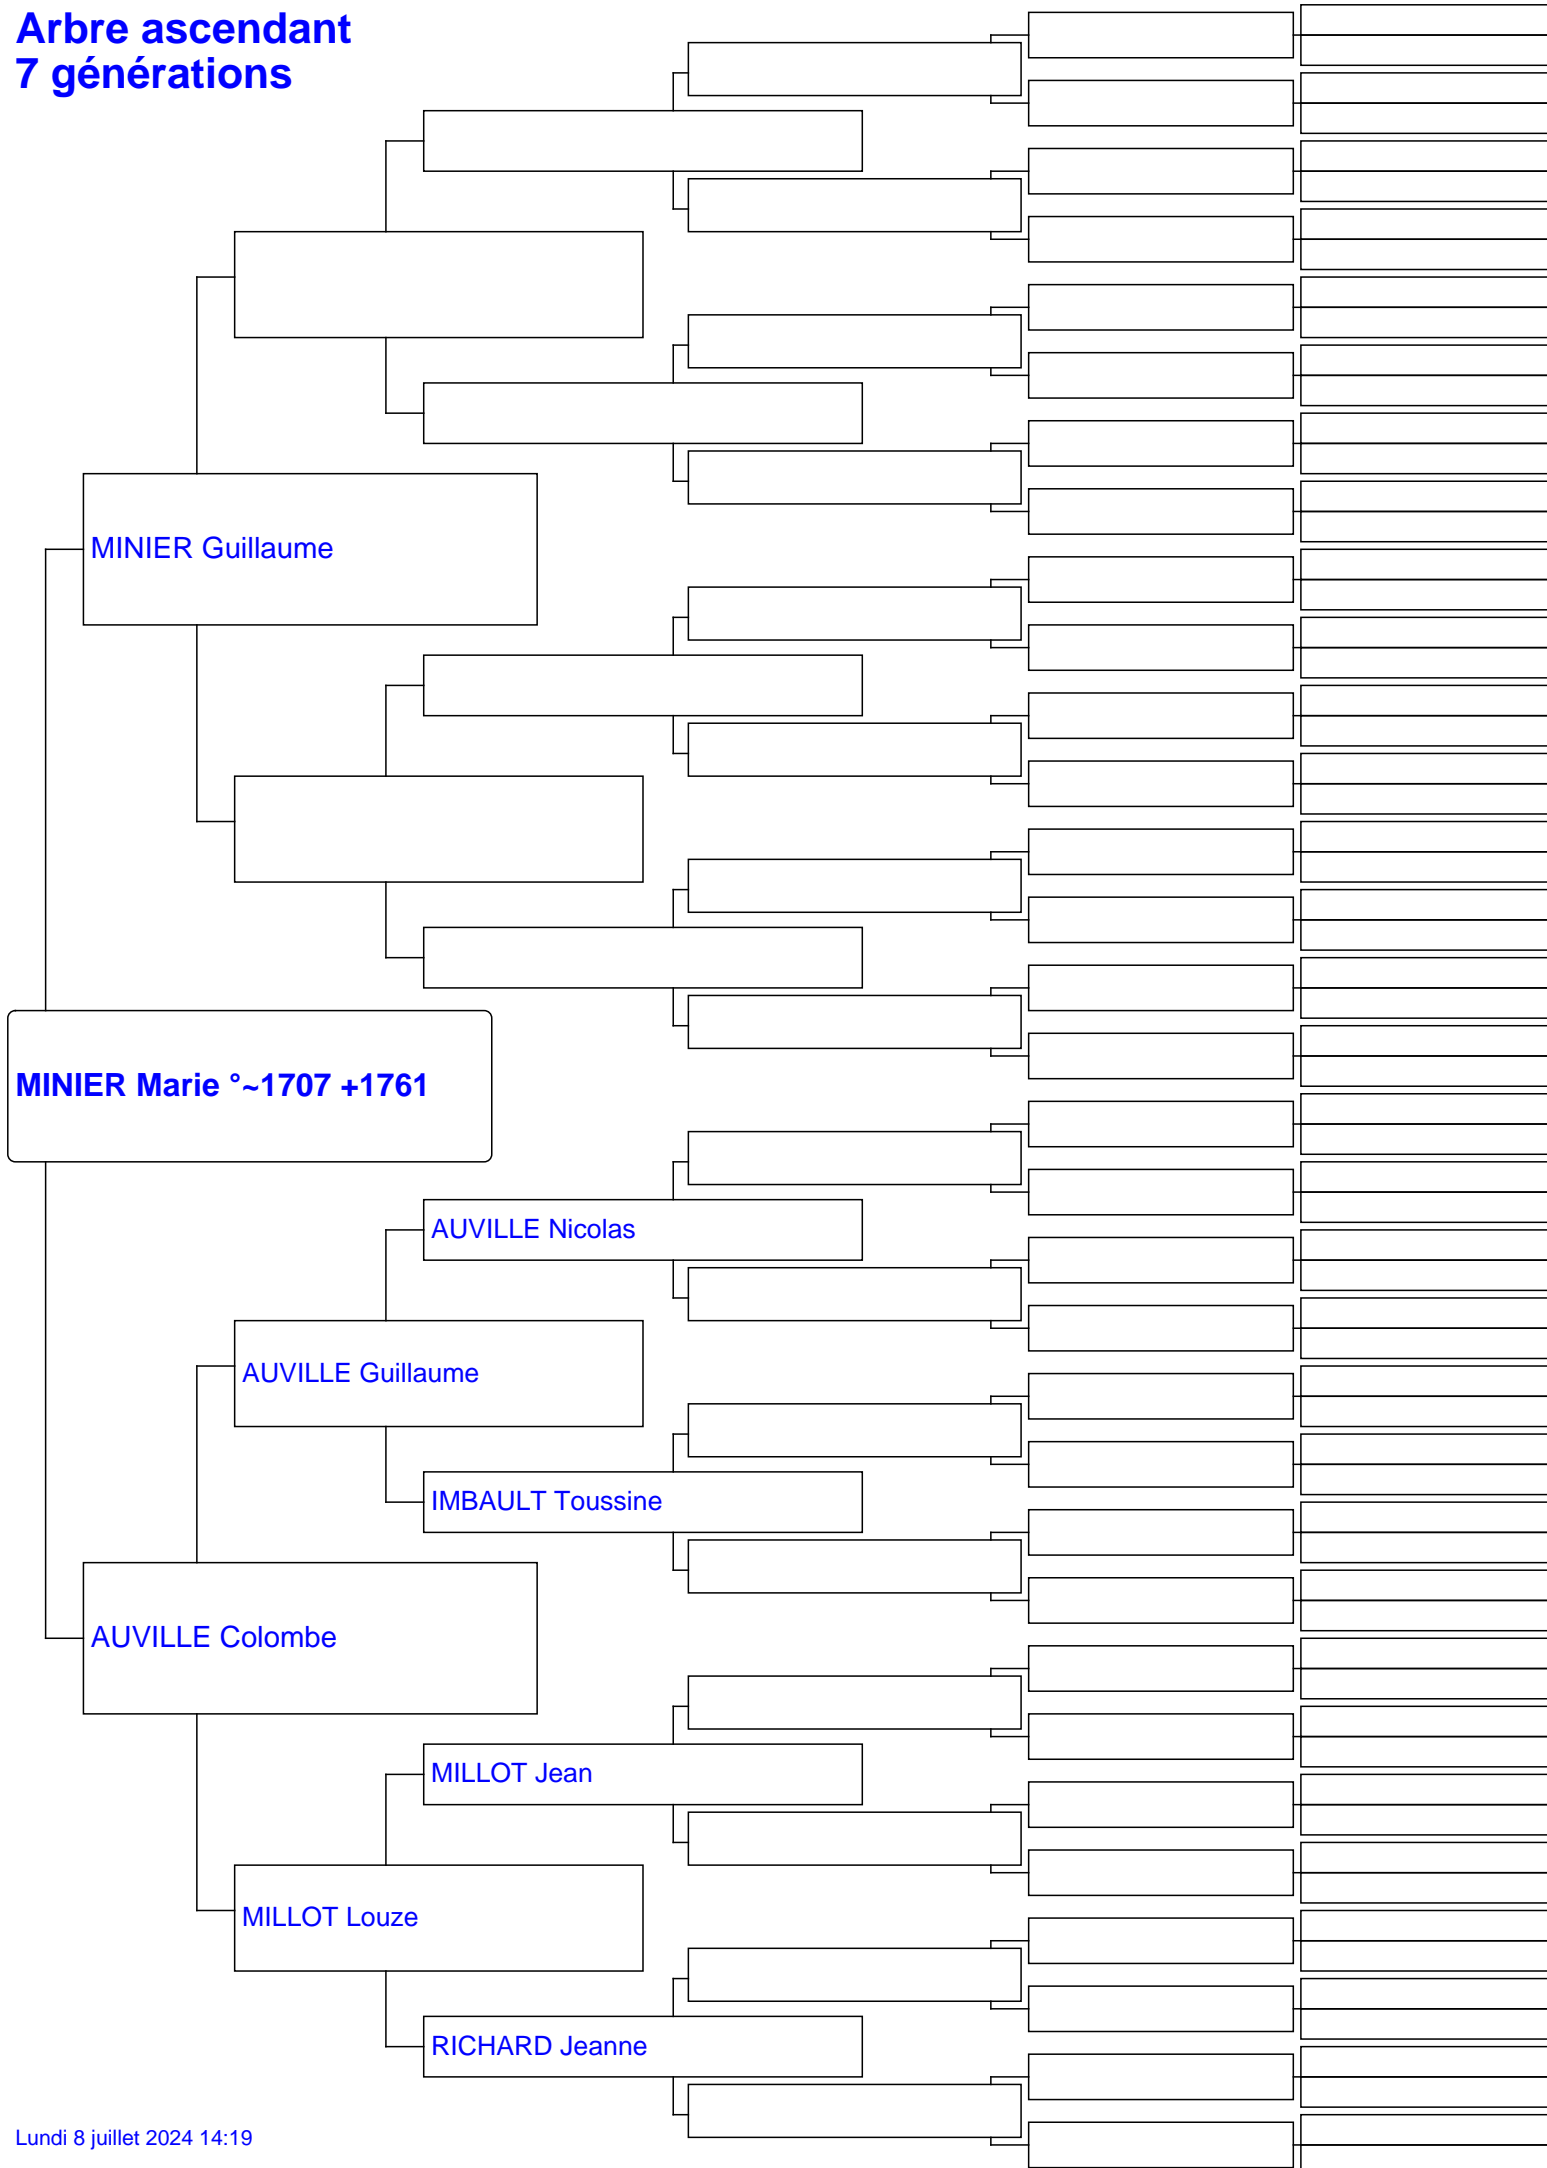 Arbre ascendant
7 générations
MINIER Guillaume
MINIER Marie °~1707 +1761
AUVILLE Nicolas
AUVILLE Guillaume
IMBAULT Toussine
AUVILLE Colombe
MILLOT Jean
MILLOT Louze
RICHARD Jeanne
Lundi 8 juillet 2024 14:19